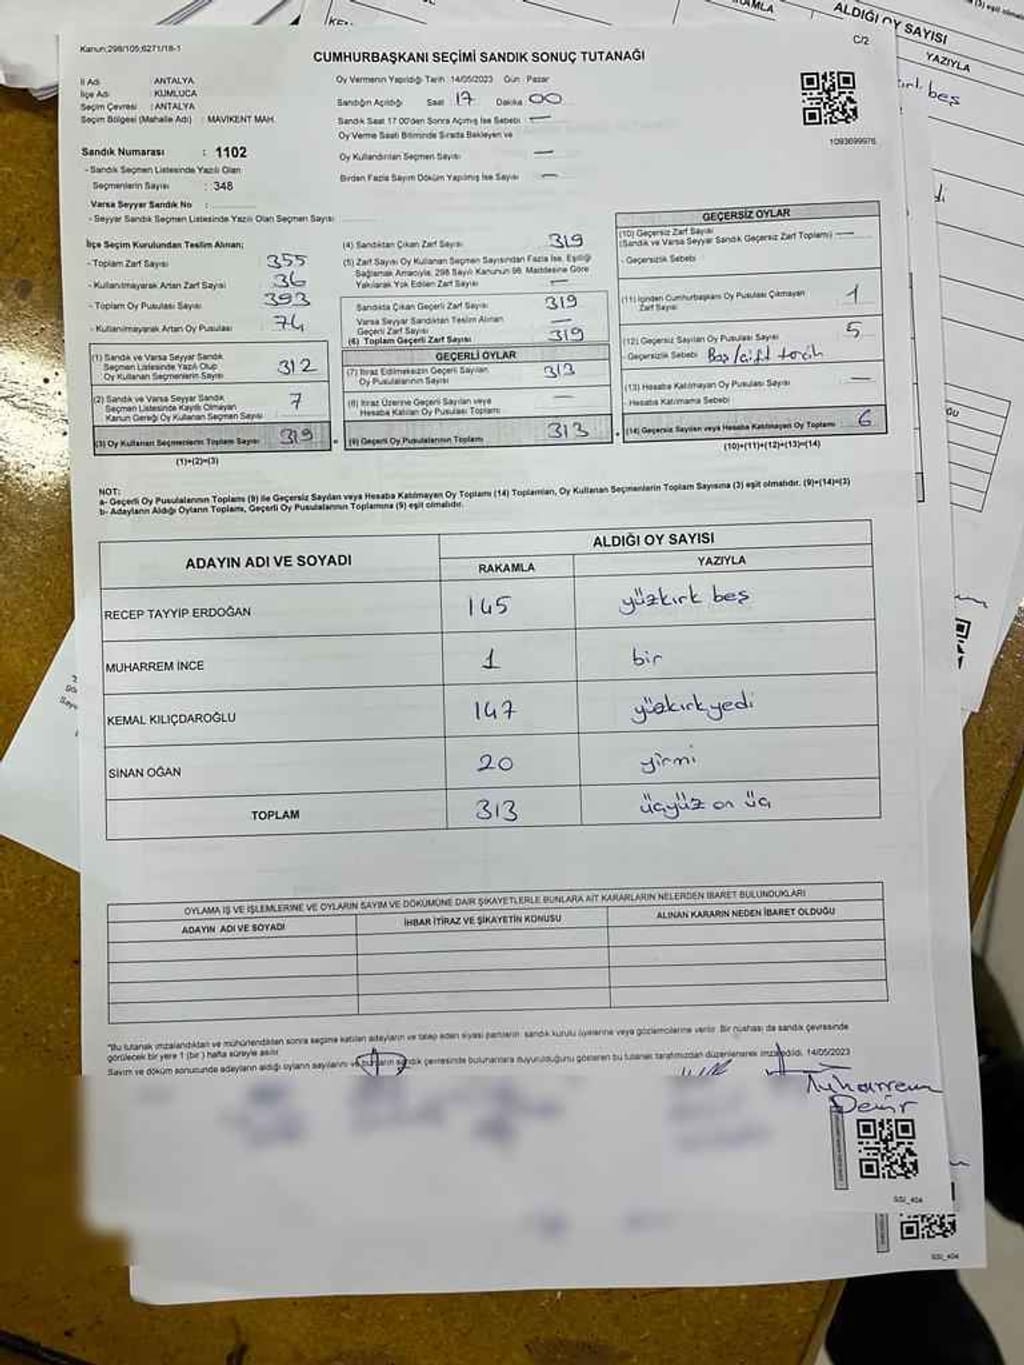 ALDIĞI OY SAYISI
YAZIYLA
beş
Kanun;298/105;6271/18-1
C/2
CUMHURBAŞKANI SEÇİMİ SANDIK SONUÇ TUTANAĞI
İl Adı : ANTALYA
İlçe Adı : KUMLUCA
Seçim Çevresi : ANTALYA
Seçim Bölgesi (Mahalle Adı) : MAVIKENT MAH.
Oy Vermenin Yapıldığı Tarih 14/05/2023 Gün : Pazar
Sandığın Açıldığı Saat 17 Dakika 00
Sandık Saat 17 00'den Sonra Açmış İse Sebebi : —
Oy Verme Saati Bitiminde Sırada Bekleyen ve
Oy Kullandırılan Seçmen Sayısı —
Birden Fazla Sayım Döküm Yapılmış İse Sayısı —
1093699976
Sandık Numarası : 1102
- Sandık Seçmen Listesinde Yazılı Olan
Seçmenlerin Sayısı : 348
Varsa Seyyar Sandık No :
- Seyyar Sandık Seçmen Listesinde Yazılı Olan Seçmen Sayısı
İlçe Seçim Kurulundan Teslim Alınan;
- Toplam Zarf Sayısı 355
- Kullanılmayarak Artan Zarf Sayısı 36
- Toplam Oy Pusulası Sayısı 393
- Kullanılmayarak Artan Oy Pusulası 74
(1) Sandık ve Varsa Seyyar Sandık
Seçmen Listesinde Yazılı Olup
Oy Kullanan Seçmenlerin Sayısı 312
(2) Sandık ve Varsa Seyyar Sandık
Seçmen Listesinde Kayıtlı Olmayan
Kanun Gereği Oy Kullanan Seçmen Sayısı 7
(3) Oy Kullanan Seçmenlerin Toplam Sayısı 319
(1)+(2)=(3)
(4) Sandıktan Çıkan Zarf Sayısı 319
(5) Zarf Sayısı Oy Kullanan Seçmen Sayısından Fazla İse, Eşitliği
Sağlamak Amacıyla, 298 Sayılı Kanunun 98. Maddesine Göre
Yakılarak Yok Edilen Zarf Sayısı —
Sandıkta Çıkan Geçerli Zarf Sayısı 319
Varsa Seyyar Sandıktan Teslim Alınan
Geçerli Zarf Sayısı —
(6) Toplam Geçerli Zarf Sayısı 319
GEÇERLİ OYLAR
(7) İtiraz Edilmeksizin Geçerli Sayılan
Oy Pusulalarının Sayısı 313
(8) İtiraz Üzerine Geçerli Sayılan veya
Hesaba Katılan Oy Pusulası Toplamı —
(9) Geçerli Oy Pusulalarının Toplamı 313
GEÇERSİZ OYLAR
(10) Geçersiz Zarf Sayısı
(Sandık ve Varsa Seyyar Sandık Geçersiz Zarf Toplamı) —
- Geçersizlik Sebebi
(11) İçinden Cumhurbaşkanı Oy Pusulası Çıkmayan
Zarf Sayısı 1
(12) Geçersiz Sayılan Oy Pusulası Sayısı 5
- Geçersizlik Sebebi Boş/çift tercih
(13) Hesaba Katılmayan Oy Pusulası Sayısı —
- Hesaba Katılmama Sebebi
(14) Geçersiz Sayılan veya Hesaba Katılmayan Oy Toplamı 6
(10)+(11)+(12)+(13)=(14)
NOT:
a- Geçerli Oy Pusulalarının Toplamı (9) ile Geçersiz Sayılan veya Hesaba Katılmayan Oy Toplamı (14) Toplamları, Oy Kullanan Seçmenlerin Toplam Sayısına (3) eşit olmalıdır. (9)+(14)=(3)
b- Adayların Aldığı Oyların Toplamı, Geçerli Oy Pusulalarının Toplamına (9) eşit olmalıdır.
ADAYIN ADI VE SOYADI
ALDIĞI OY SAYISI
RAKAMLA YAZIYLA
RECEP TAYYİP ERDOĞAN 145 yüzkırk beş
MUHARREM İNCE 1 bir
KEMAL KILIÇDAROĞLU 147 yüzkırkyedi
SİNAN OĞAN 20 yirmi
TOPLAM 313 üçyüz on üç
OYLAMA İŞ VE İŞLEMLERİNE VE OYLARIN SAYIM VE DÖKÜMÜNE DAİR ŞİKAYETLERLE BUNLARA AİT KARARLARIN NELERDEN İBARET BULUNDUKLARI
ADAYIN ADI VE SOYADI İHBAR İTİRAZ VE ŞİKAYETİN KONUSU ALINAN KARARIN NEDEN İBARET OLDUĞU
"Bu tutanak imzalandıktan ve mühürlendikten sonra seçime katılan adayların ve talep eden siyasi partilerin sandık kurulu üyelerine veya gözlemcilerine verilir. Bir nüshası da sandık çevresinde
görülecek bir yere 1 (bir) hafta süreyle asılır
Sayım ve döküm sonucunda adayların aldığı oyların sayılarını ve bunların sandık çevresinde bulunanlara duyurulduğunu gösteren bu tutanak tarafımızdan düzenlenerek imzalandı. 14/05/2023
Muharrem
Demir
SSI_404
SSI_404